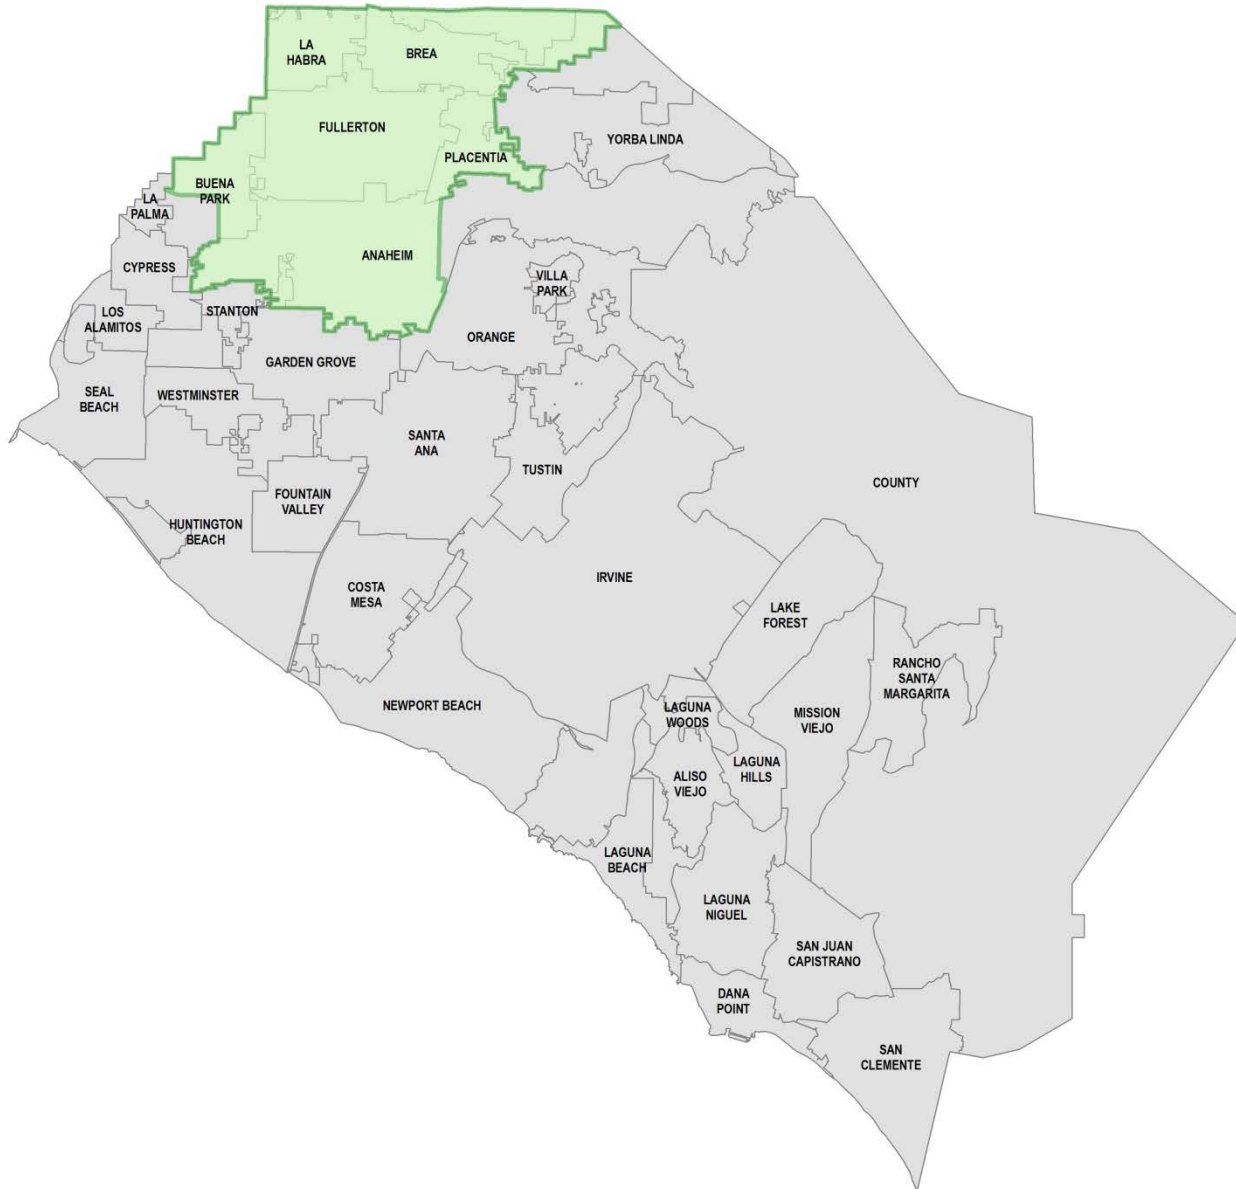 LA
HABRA
BREA
FULLERTON
YORBA LINDA
PLACENTIA
BUENA
PARK
LA
PALMA
ANAHEIM
CYPRESS
VILLA
PARK
STANTON
LOS
ALAMITOS
ORANGE
GARDEN GROVE
SEAL
BEACH
WESTMINSTER
SANTA
ANA
TUSTIN
COUNTY
FOUNTAIN
VALLEY
HUNTINGTON
BEACH
IRVINE
COSTA
MESA
LAKE
FOREST
RANCHO
SANTA
MARGARITA
NEWPORT BEACH
LAGUNA
WOODS
MISSION
VIEJO
LAGUNA
HILLS
ALISO
VIEJO
LAGUNA
BEACH
LAGUNA
NIGUEL
SAN JUAN
CAPISTRANO
DANA
POINT
SAN
CLEMENTE